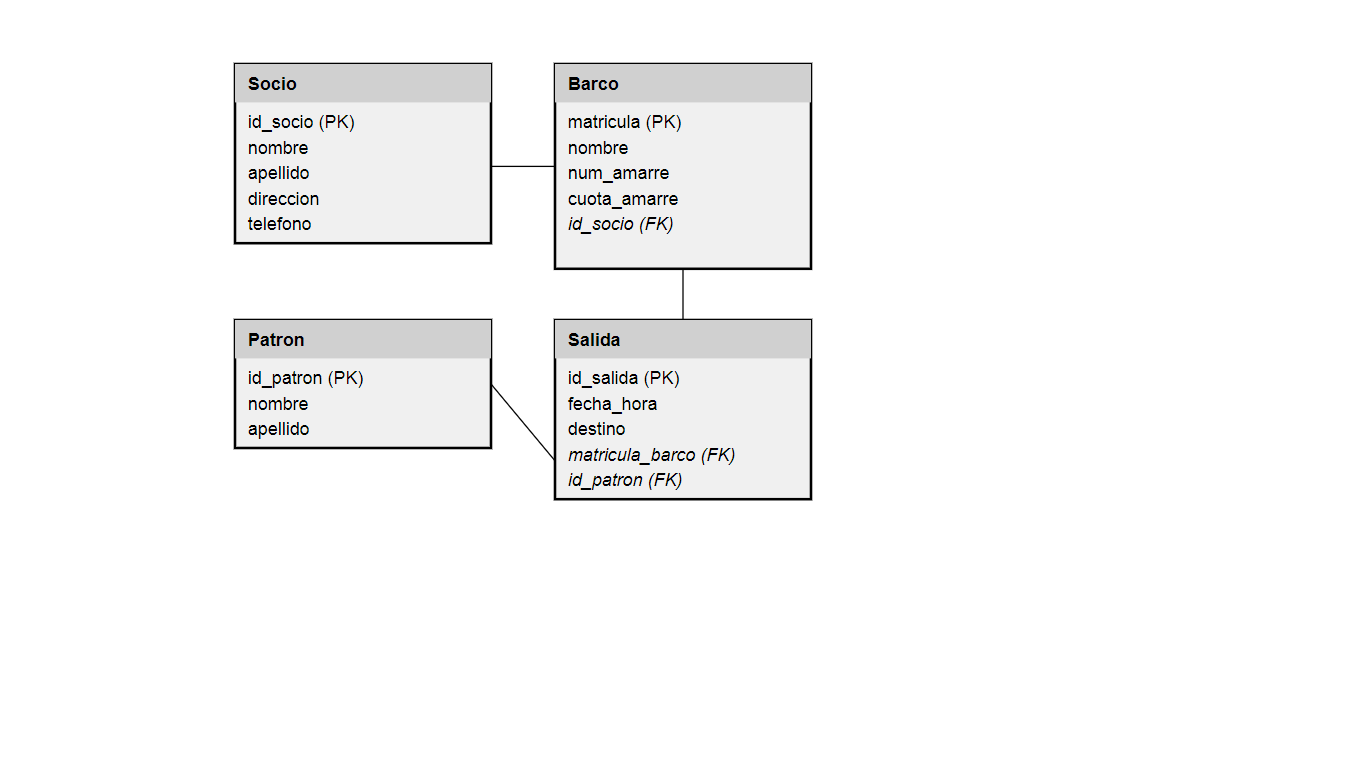 Socio
id_socio (PK)
nombre
apellido
direccion
telefono
Barco
matricula (PK)
nombre
num_amarre
cuota_amarre
id_socio (FK)
Patron
id_patron (PK)
nombre
apellido
Salida
id_salida (PK)
fecha_hora
destino
matricula_barco (FK)
id_patron (FK)